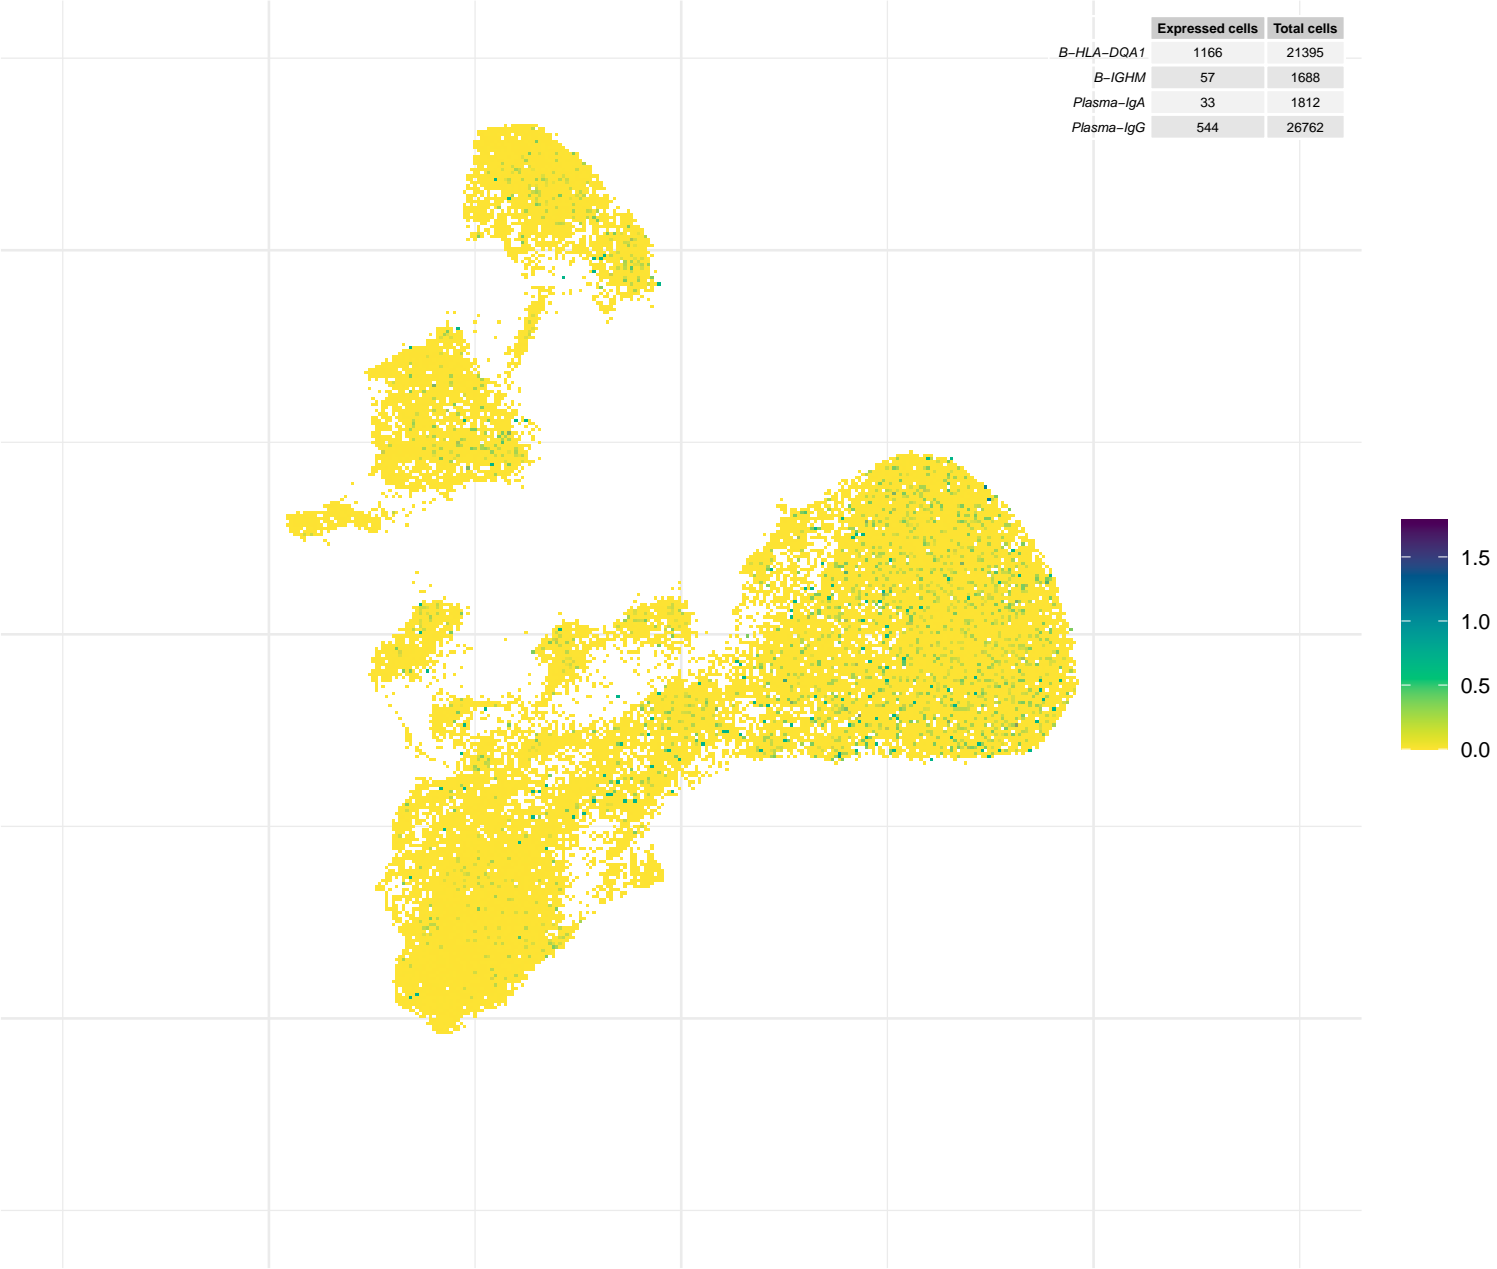 Expressed cells Total cells
B−HLA−DQA1 1166 21395
B−IGHM 57 1688
Plasma−IgA 33 1812
Plasma−IgG 544 26762
1.5
1.0
0.5
0.0